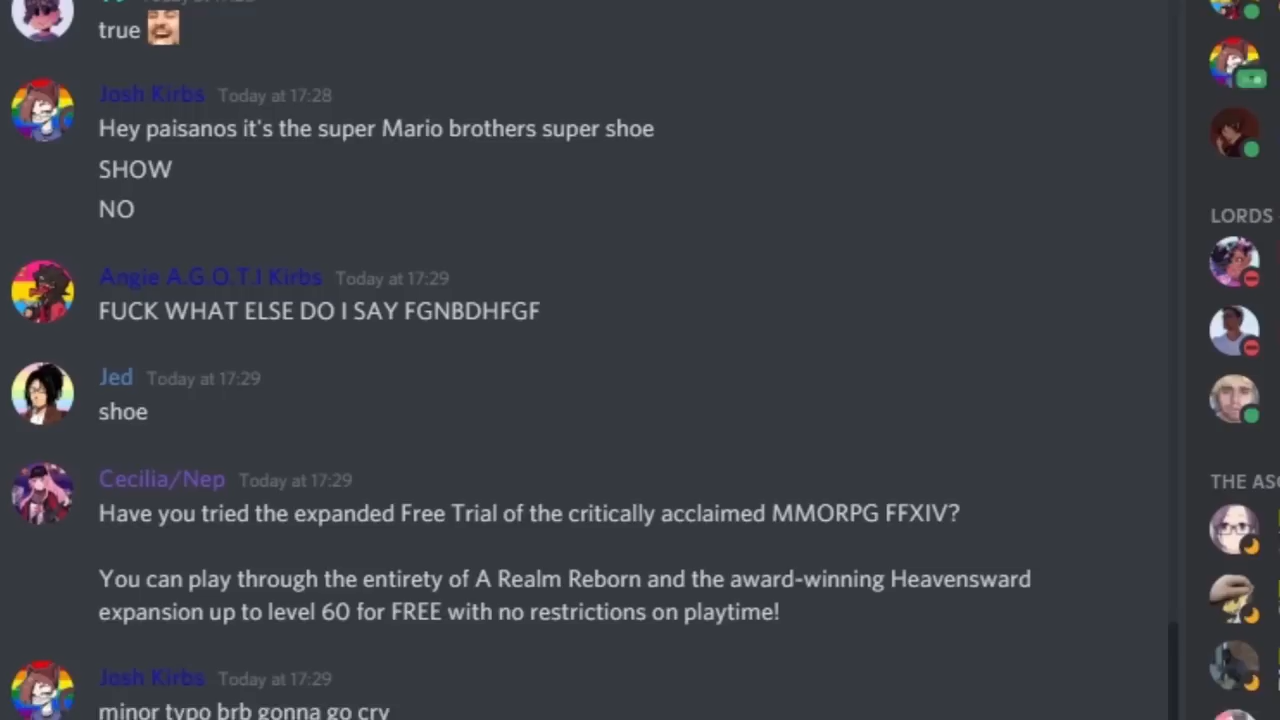 true
Josh Kirbs Today at 17:28
Hey paisanos it's the super Mario brothers super shoe
SHOW
NO
Angie A.G.O.T.I Kirbs Today at 17:29
FUCK WHAT ELSE DO I SAY FGNBDHFGF
Jed Today at 17:29
shoe
Cecilia/Nep Today at 17:29
Have you tried the expanded Free Trial of the critically acclaimed MMORPG FFXIV?
You can play through the entirety of A Realm Reborn and the award-winning Heavensward
expansion up to level 60 for FREE with no restrictions on playtime!
Josh Kirbs Today at 17:29
minor typo brb gonna go cry
LORDS
THE